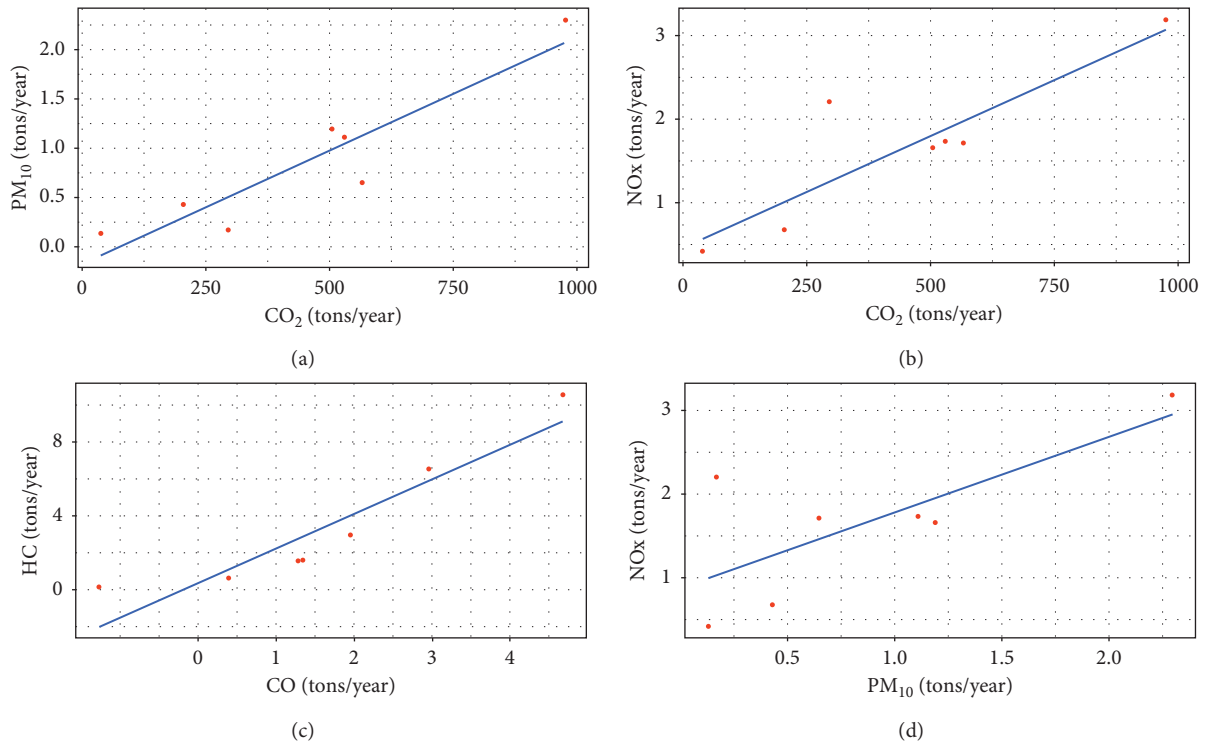 2.0
1.5
1.0
0.5
0.0
PM₁₀ (tons/year)
0 250 500 750 1000
CO₂ (tons/year)
(a)
3
2
1
NOx (tons/year)
0 250 500 750 1000
CO₂ (tons/year)
(b)
8
4
0
HC (tons/year)
0 1 2 3 4
CO (tons/year)
(c)
3
2
1
NOx (tons/year)
0.5 1.0 1.5 2.0
PM₁₀ (tons/year)
(d)